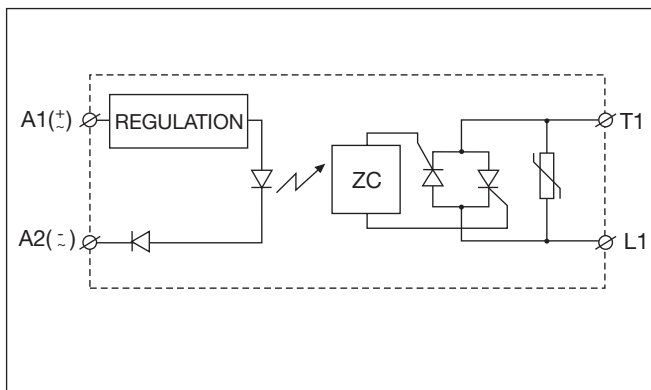 A1(+~)
REGULATION
T1
ZC
A2(-~)
L1